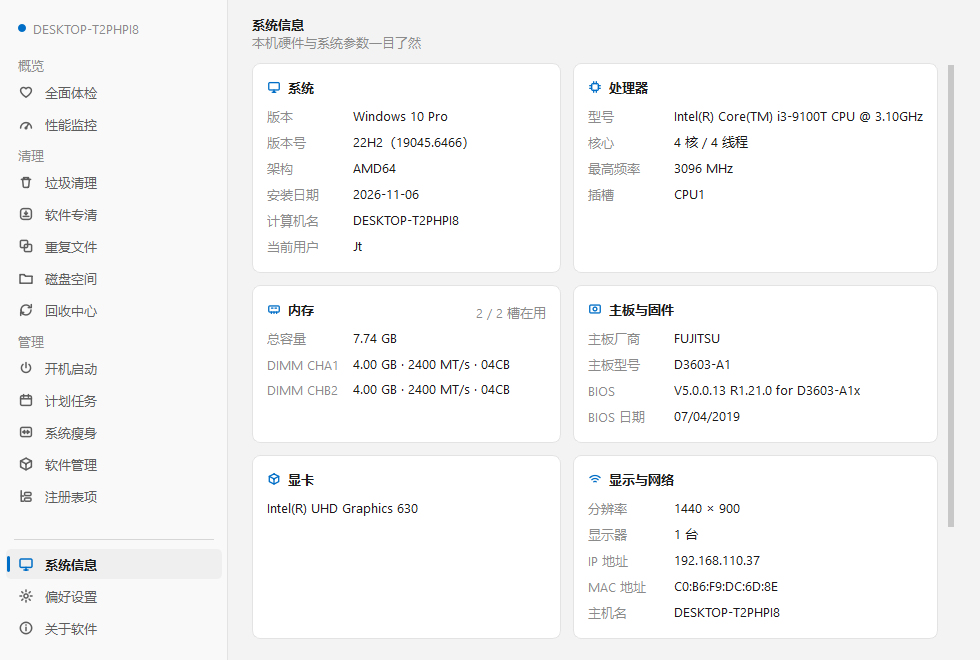 DESKTOP-T2PHPI8
概览
全面体检
性能监控
清理
垃圾清理
软件专清
重复文件
磁盘空间
回收中心
管理
开机启动
计划任务
系统瘦身
软件管理
注册表项
系统信息
偏好设置
关于软件
系统信息
本机硬件与系统参数一目了然
系统
版本 Windows 10 Pro
版本号 22H2（19045.6466）
架构 AMD64
安装日期 2026-11-06
计算机名 DESKTOP-T2PHPI8
当前用户 Jt
处理器
型号 Intel(R) Core(TM) i3-9100T CPU @ 3.10GHz
核心 4 核 / 4 线程
最高频率 3096 MHz
插槽 CPU1
内存 2 / 2 槽在用
总容量 7.74 GB
DIMM CHA1 4.00 GB · 2400 MT/s · 04CB
DIMM CHB2 4.00 GB · 2400 MT/s · 04CB
主板与固件
主板厂商 FUJITSU
主板型号 D3603-A1
BIOS V5.0.0.13 R1.21.0 for D3603-A1x
BIOS 日期 07/04/2019
显卡
Intel(R) UHD Graphics 630
显示与网络
分辨率 1440 × 900
显示器 1 台
IP 地址 192.168.110.37
MAC 地址 C0:B6:F9:DC:6D:8E
主机名 DESKTOP-T2PHPI8